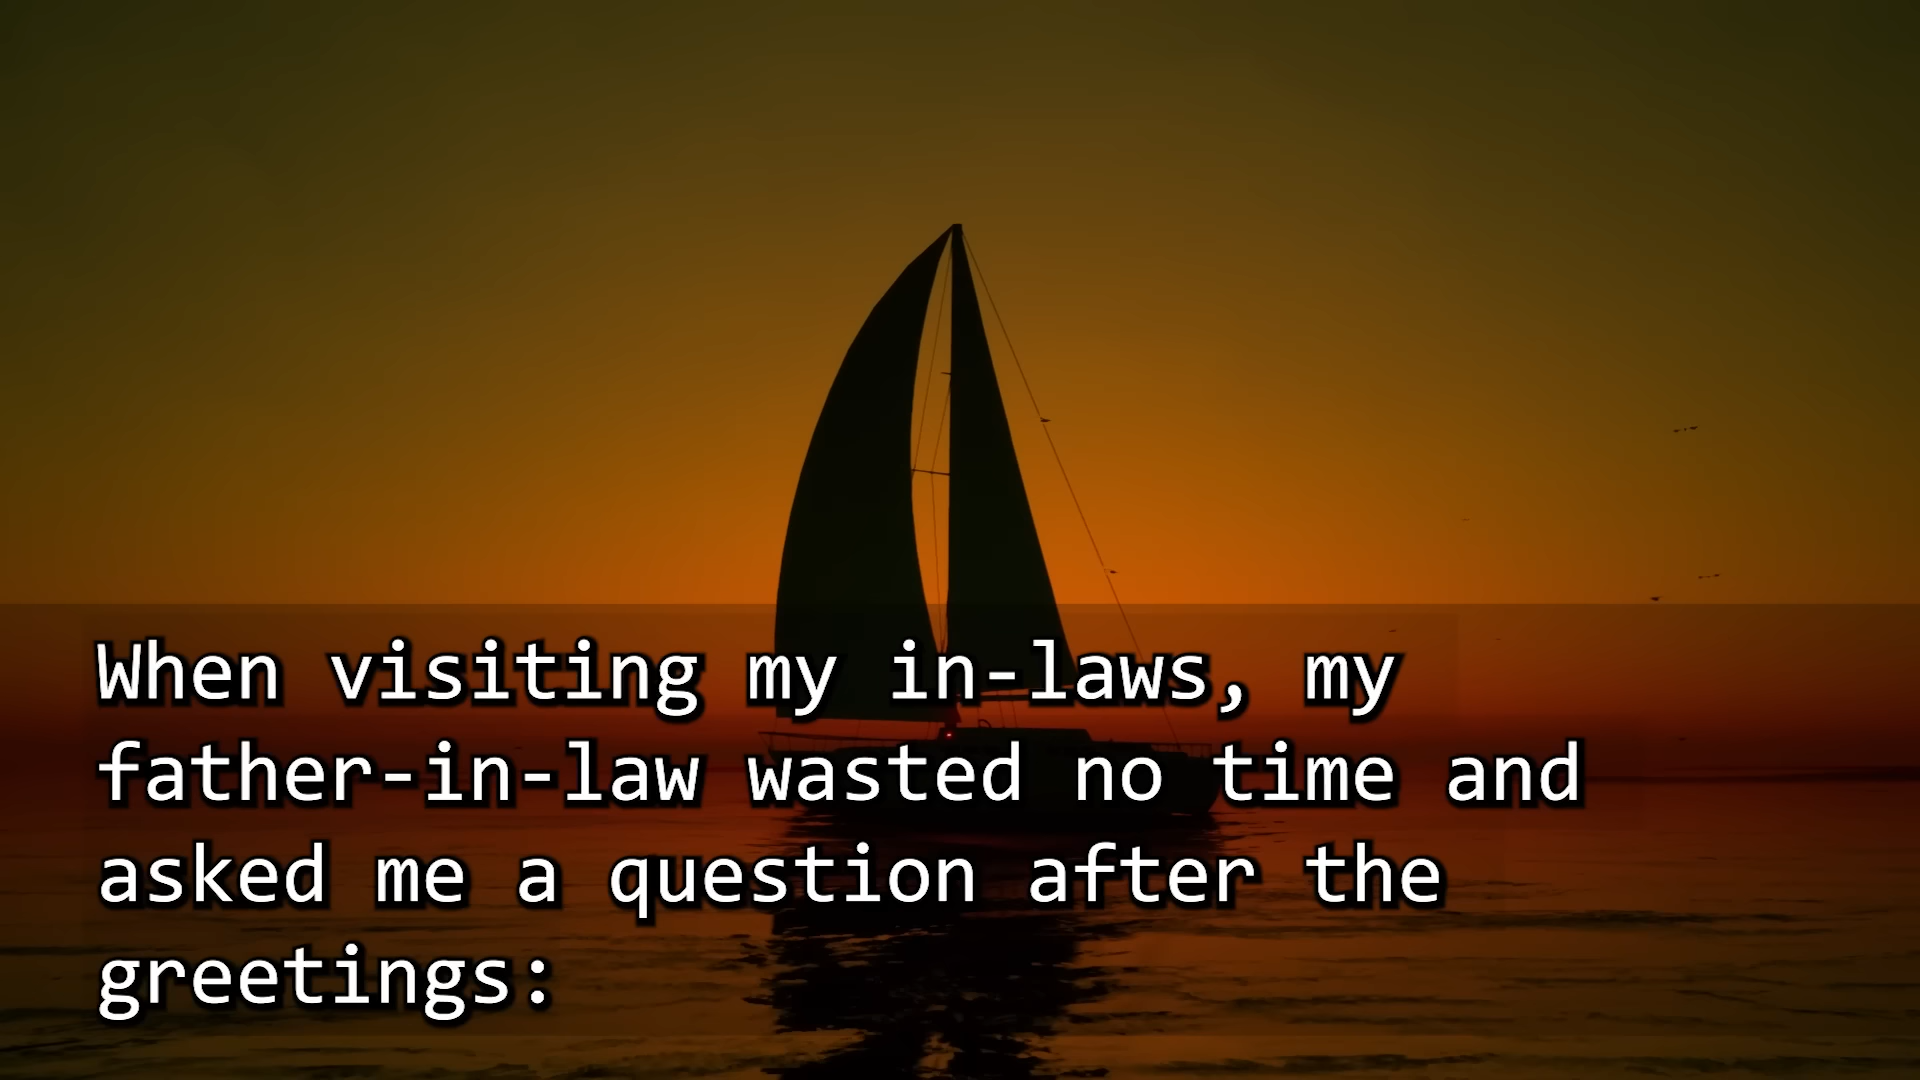 When visiting my in-laws, my
father-in-law wasted no time and
asked me a question after the
greetings: